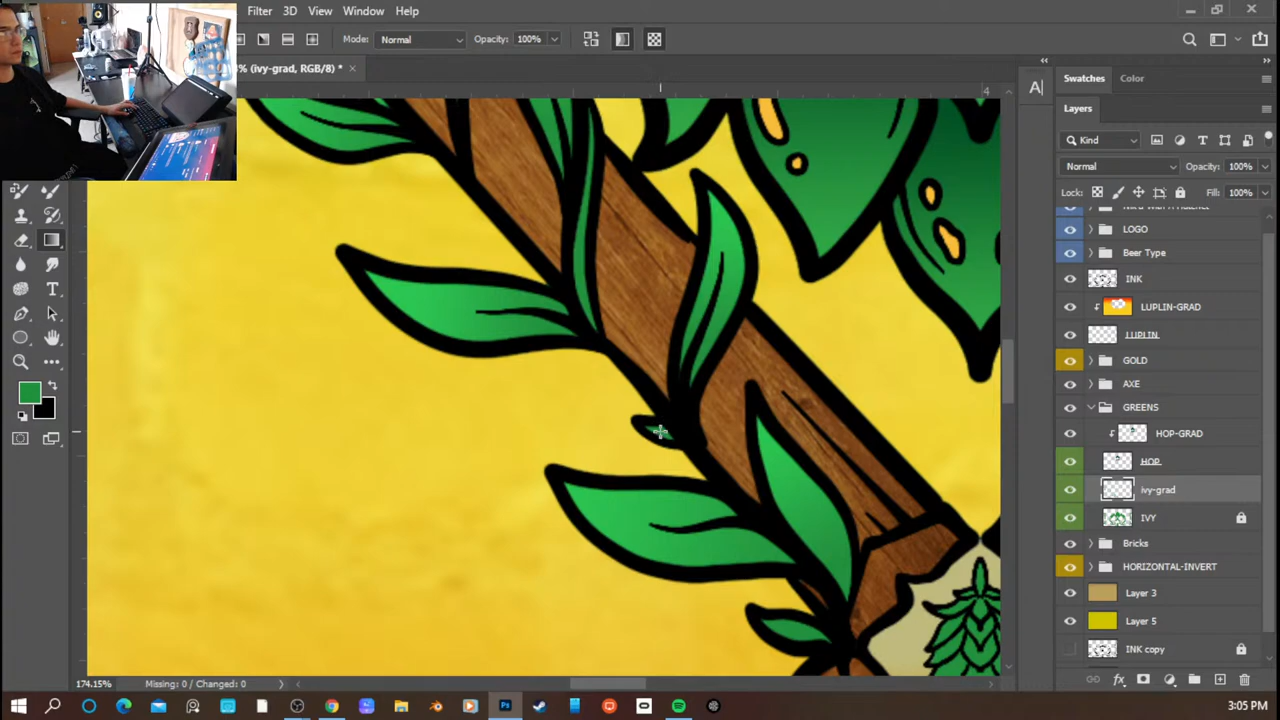 Filter 3D View Window Help
Mode: Normal Opacity: 100%
% (ivy-grad, RGB/8) * ×
4
Swatches Color
Layers
Kind
Normal Opacity: 100%
Lock: Fill: 100%
LOGO
Beer Type
INK
LUPLIN-GRAD
LUPLIN
GOLD
AXE
GREENS
HOP-GRAD
HOP
ivy-grad
IVY
Bricks
HORIZONTAL-INVERT
Layer 3
Layer 5
INK copy
174.15% Missing: 0 / Changed: 0
3:05 PM